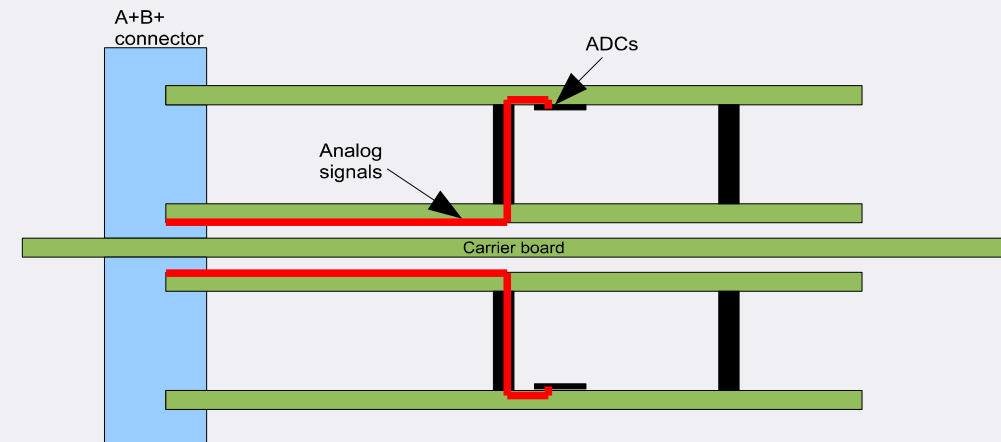 A+B+
connector
ADCs
Analog
signals
Carrier board